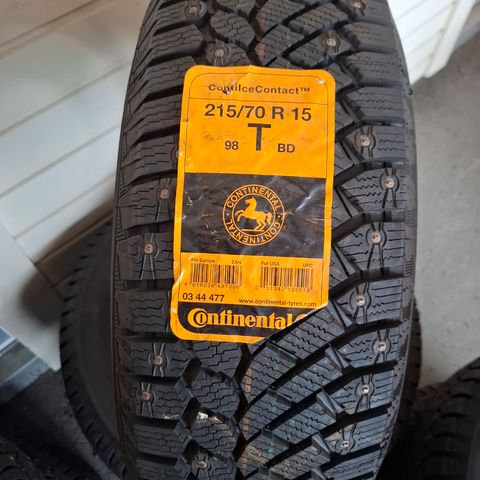 ContiIceContact™
215/70 R 15
98 T BD
CONTINENTAL
CONTINENTAL
For Europe EAN For USA UPC
03 44 477 www.continental-tyres.com
Continental